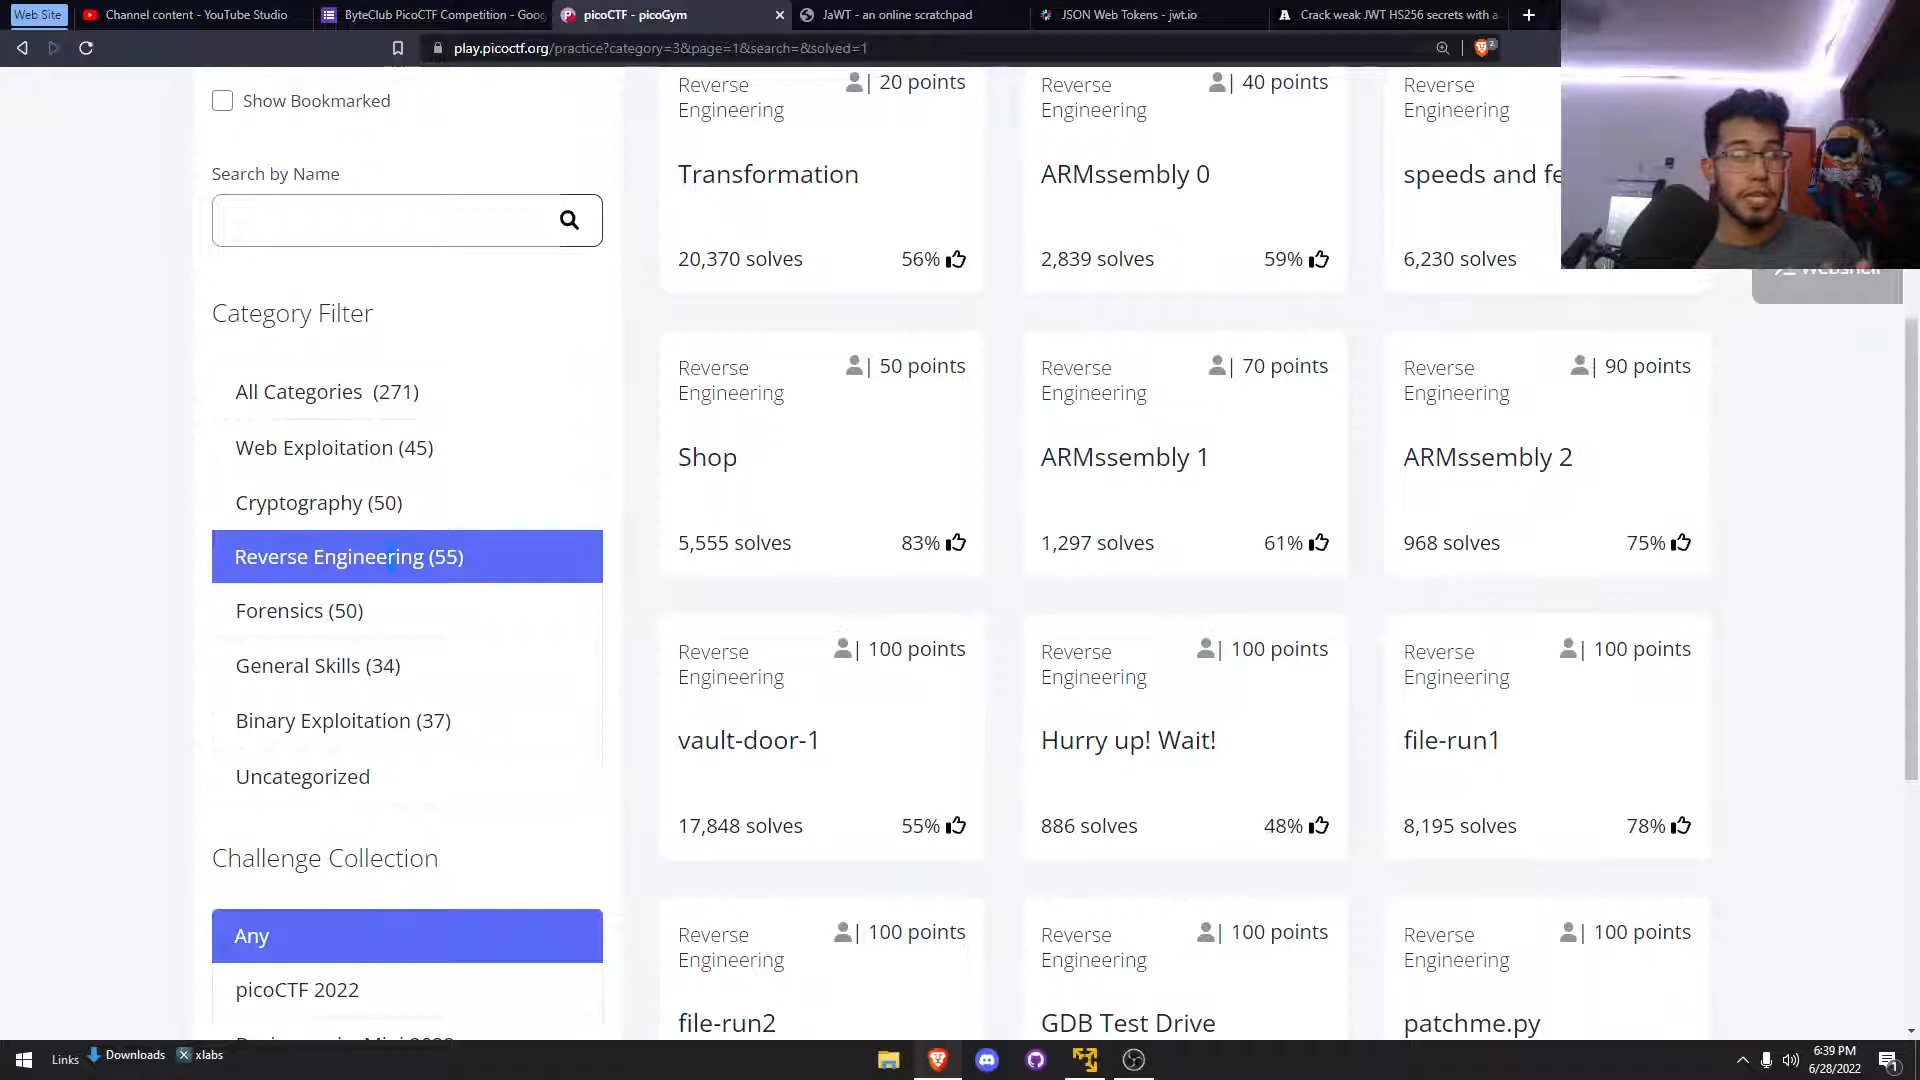 Web Site
Channel content - YouTube Studio
ByteClub PicoCTF Competition - Goog
picoCTF - picoGym
JaWT - an online scratchpad
JSON Web Tokens - jwt.io
Crack weak JWT HS256 secrets with a
play.picoctf.org/practice?category=3&page=1&search=&solved=1
2
Show Bookmarked
Search by Name
Category Filter
All Categories (271)
Web Exploitation (45)
Cryptography (50)
Reverse Engineering (55)
Forensics (50)
General Skills (34)
Binary Exploitation (37)
Uncategorized
Challenge Collection
Any
picoCTF 2022
Reverse Engineering | 20 points
Transformation
20,370 solves 56%
Reverse Engineering | 40 points
ARMssembly 0
2,839 solves 59%
Reverse Engineering
speeds and fe
6,230 solves
Webshell
Reverse Engineering | 50 points
Shop
5,555 solves 83%
Reverse Engineering | 70 points
ARMssembly 1
1,297 solves 61%
Reverse Engineering | 90 points
ARMssembly 2
968 solves 75%
Reverse Engineering | 100 points
vault-door-1
17,848 solves 55%
Reverse Engineering | 100 points
Hurry up! Wait!
886 solves 48%
Reverse Engineering | 100 points
file-run1
8,195 solves 78%
Reverse Engineering | 100 points
file-run2
Reverse Engineering | 100 points
GDB Test Drive
Reverse Engineering | 100 points
patchme.py
Links
Downloads
xlabs
6:39 PM
6/28/2022
1